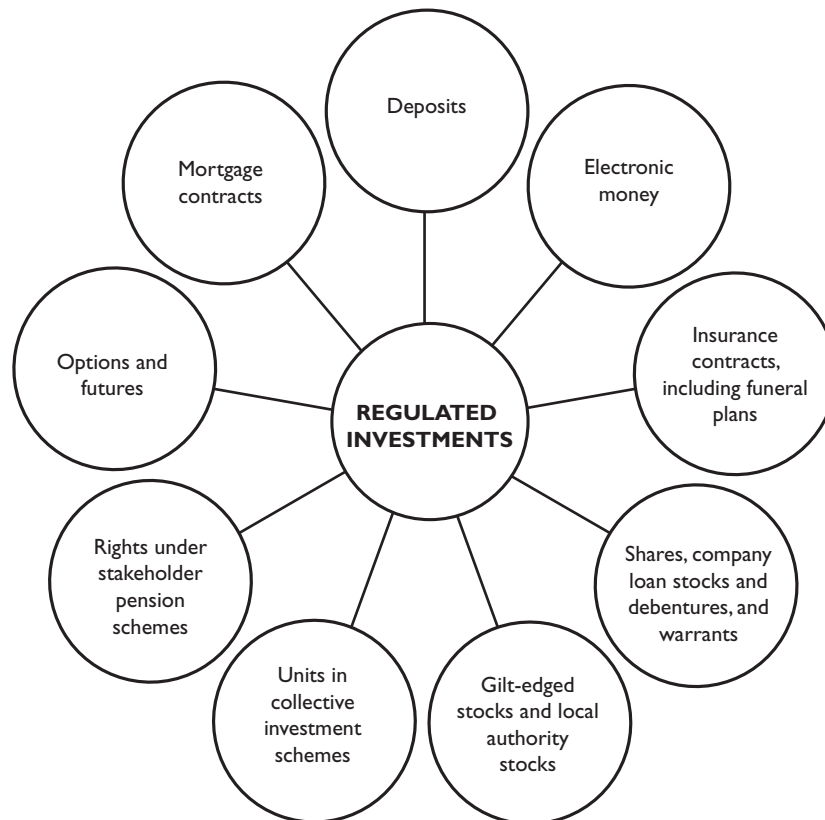 Deposits
Electronic
money
Insurance
contracts,
including funeral
plans
Shares, company
loan stocks and
debentures, and
warrants
Gilt-edged
stocks and local
authority
stocks
Units in
collective
investment
schemes
Rights under
stakeholder
pension
schemes
Options and
futures
Mortgage
contracts
REGULATED
INVESTMENTS